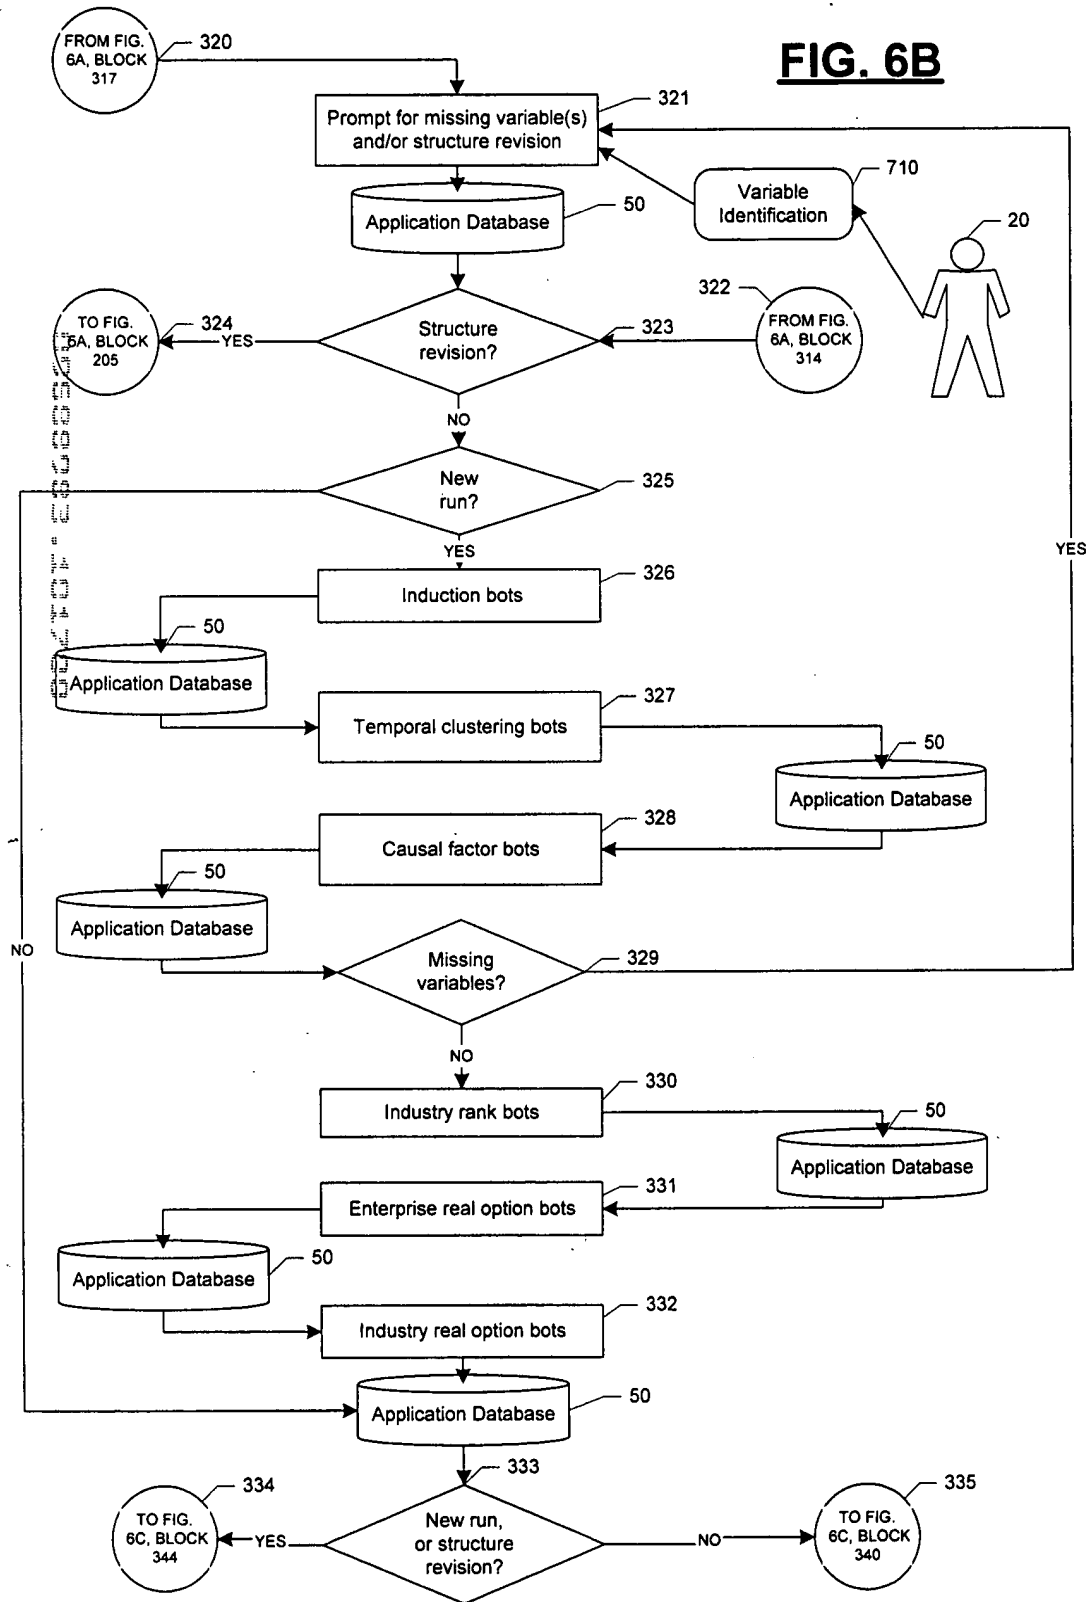 FROM FIG.
6A, BLOCK
317
320
FIG. 6B
321
Prompt for missing variable(s)
and/or structure revision
710
Variable
Identification
50
Application Database
20
322
FROM FIG.
6A, BLOCK
314
TO FIG.
6A, BLOCK
205
324
YES
Structure
revision?
323
NO
New
run?
325
YES
YES
326
Induction bots
50
Application Database
327
Temporal clustering bots
50
Application Database
328
Causal factor bots
50
Application Database
NO
Missing
variables?
329
NO
330
Industry rank bots
50
Application Database
331
Enterprise real option bots
50
Application Database
332
Industry real option bots
50
Application Database
333
334
TO FIG.
6C, BLOCK
344
YES
New run,
or structure
revision?
NO
335
TO FIG.
6C, BLOCK
340